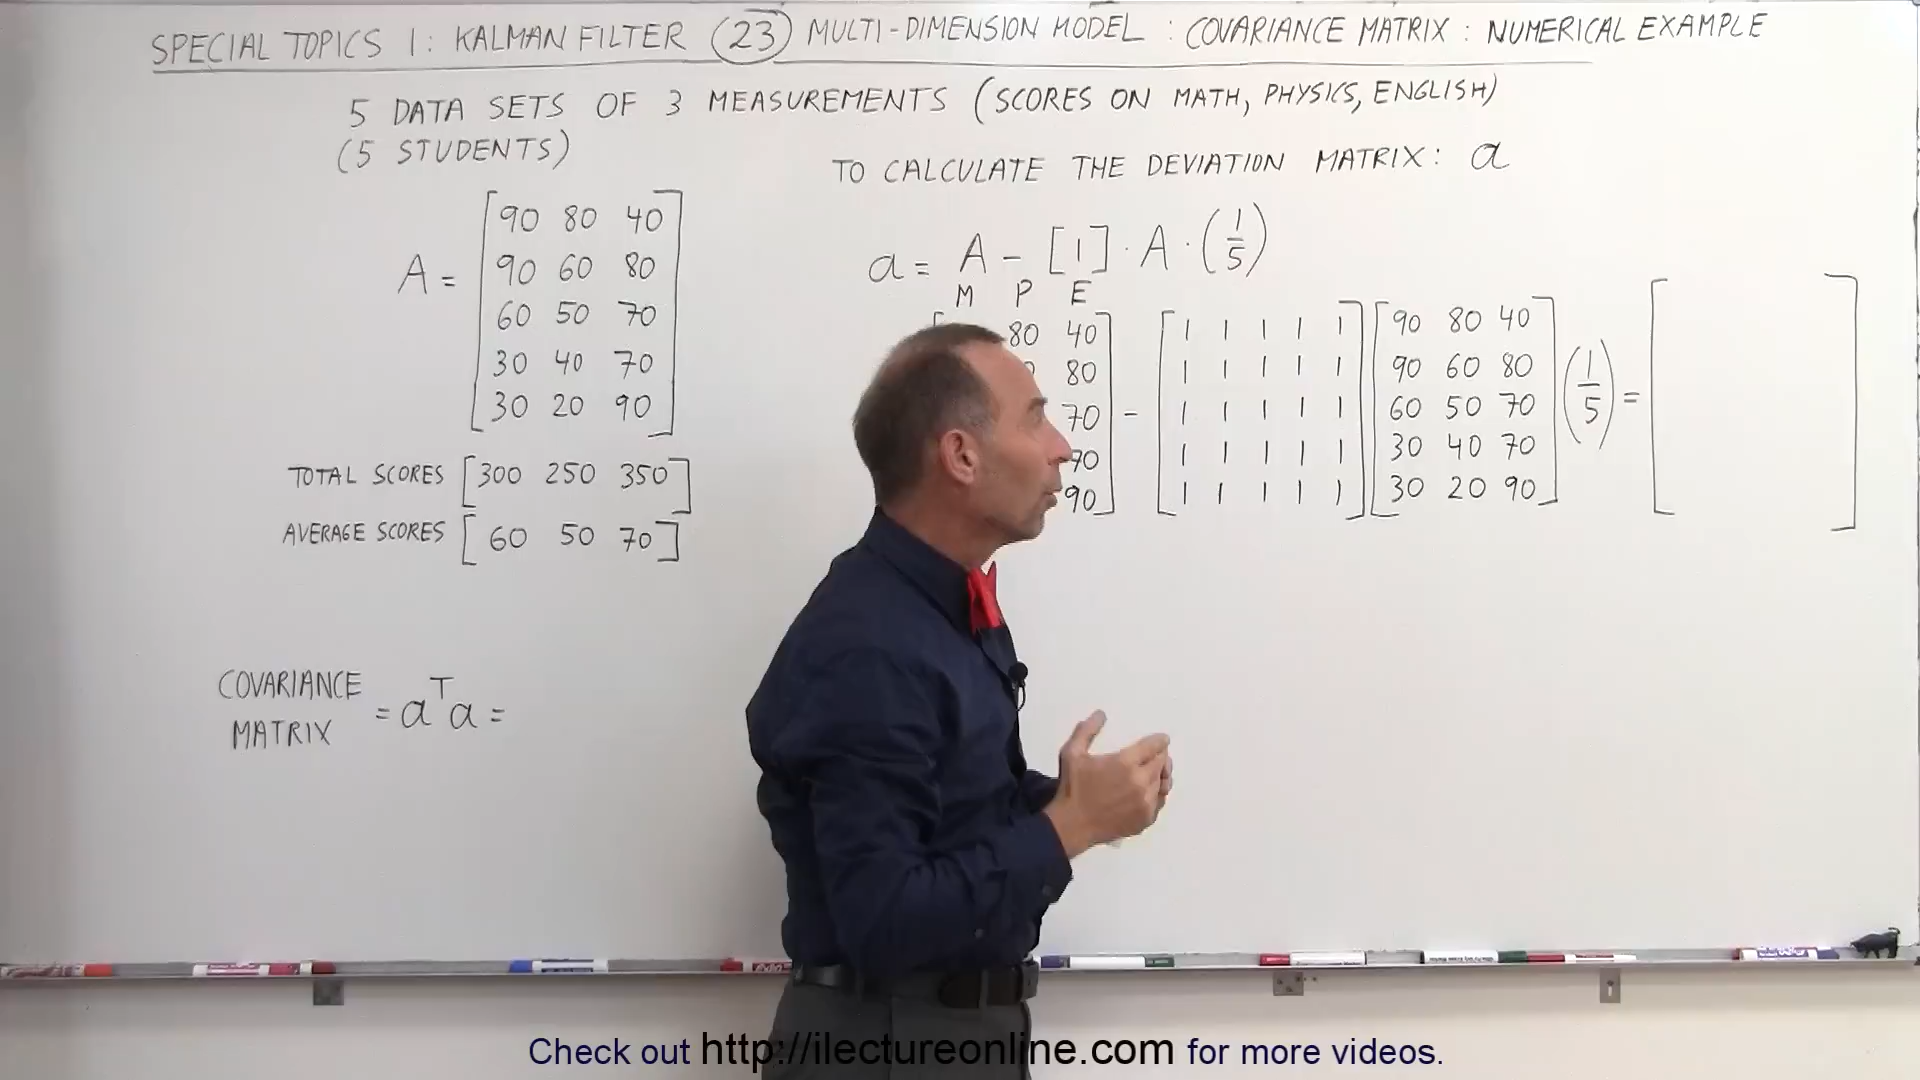 SPECIAL TOPICS 1: KALMAN FILTER (23) MULTI-DIMENSION MODEL : COVARIANCE MATRIX : NUMERICAL EXAMPLE
5 DATA SETS OF 3 MEASUREMENTS (SCORES ON MATH, PHYSICS, ENGLISH)
(5 STUDENTS)
A =
90 80 40
90 60 80
60 50 70
30 40 70
30 20 90
TOTAL SCORES [300 250 350]
AVERAGE SCORES [60 50 70]
COVARIANCE MATRIX = aᵀa =
TO CALCULATE THE DEVIATION MATRIX: a
a = A - [1] · A · (1/5)
M P E
80 40
80
70
70
90
-
1 1 1 1 1
1 1 1 1 1
1 1 1 1 1
1 1 1 1 1
1 1 1 1 1
90 80 40
90 60 80
60 50 70
30 40 70
30 20 90
(1/5) = [ ]
Check out http://ilectureonline.com for more videos.